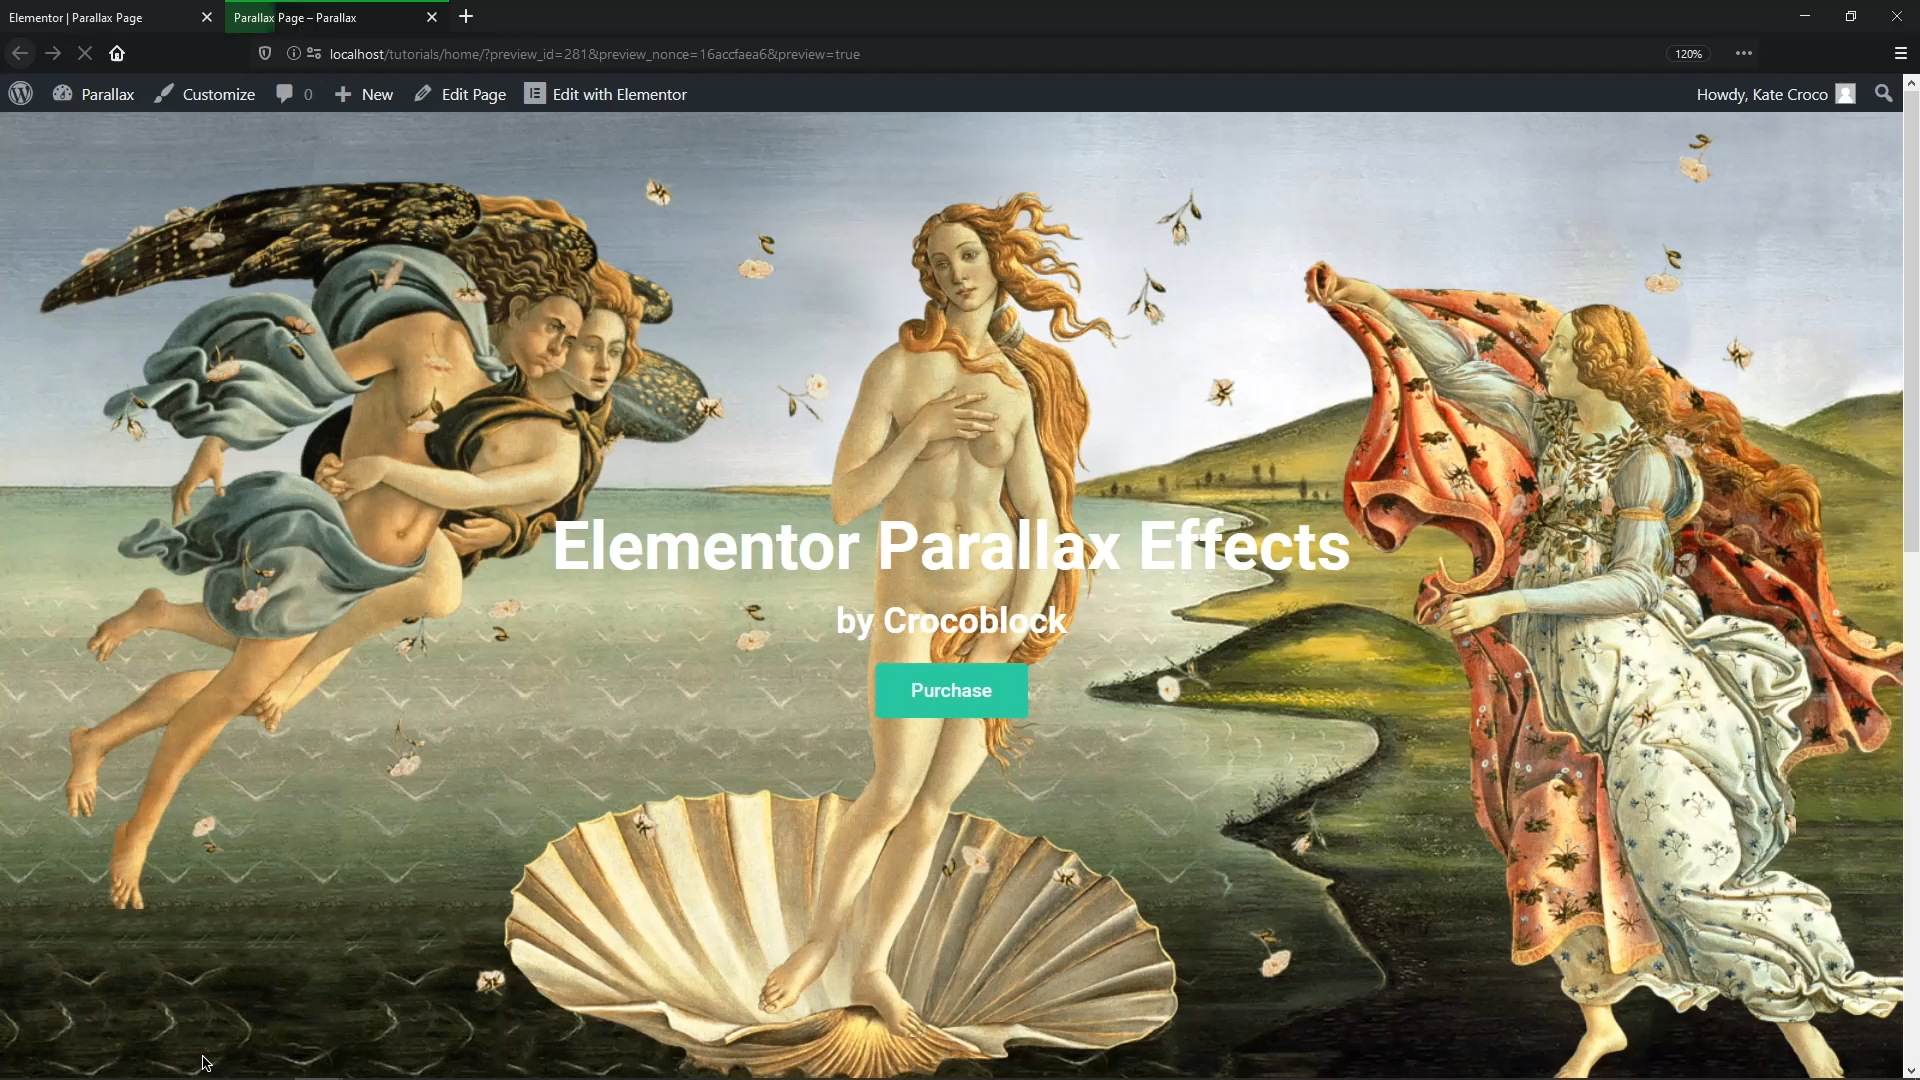 Elementor | Parallax Page
Parallax Page – Parallax
localhost/tutorials/home/?preview_id=281&preview_nonce=16accfaea6&preview=true
120%
Parallax
Customize
0
New
Edit Page
Edit with Elementor
Howdy, Kate Croco
Elementor Parallax Effects
by Crocoblock
Purchase